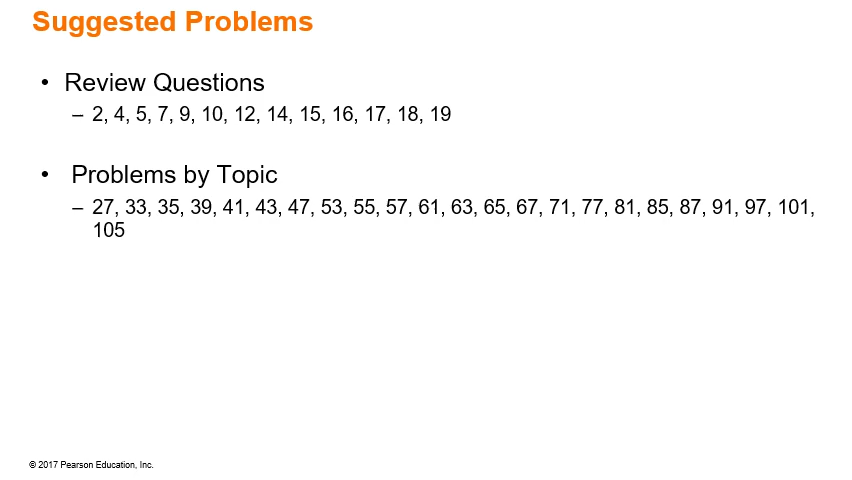 Suggested Problems
• Review Questions
– 2, 4, 5, 7, 9, 10, 12, 14, 15, 16, 17, 18, 19
• Problems by Topic
– 27, 33, 35, 39, 41, 43, 47, 53, 55, 57, 61, 63, 65, 67, 71, 77, 81, 85, 87, 91, 97, 101,
105
© 2017 Pearson Education, Inc.